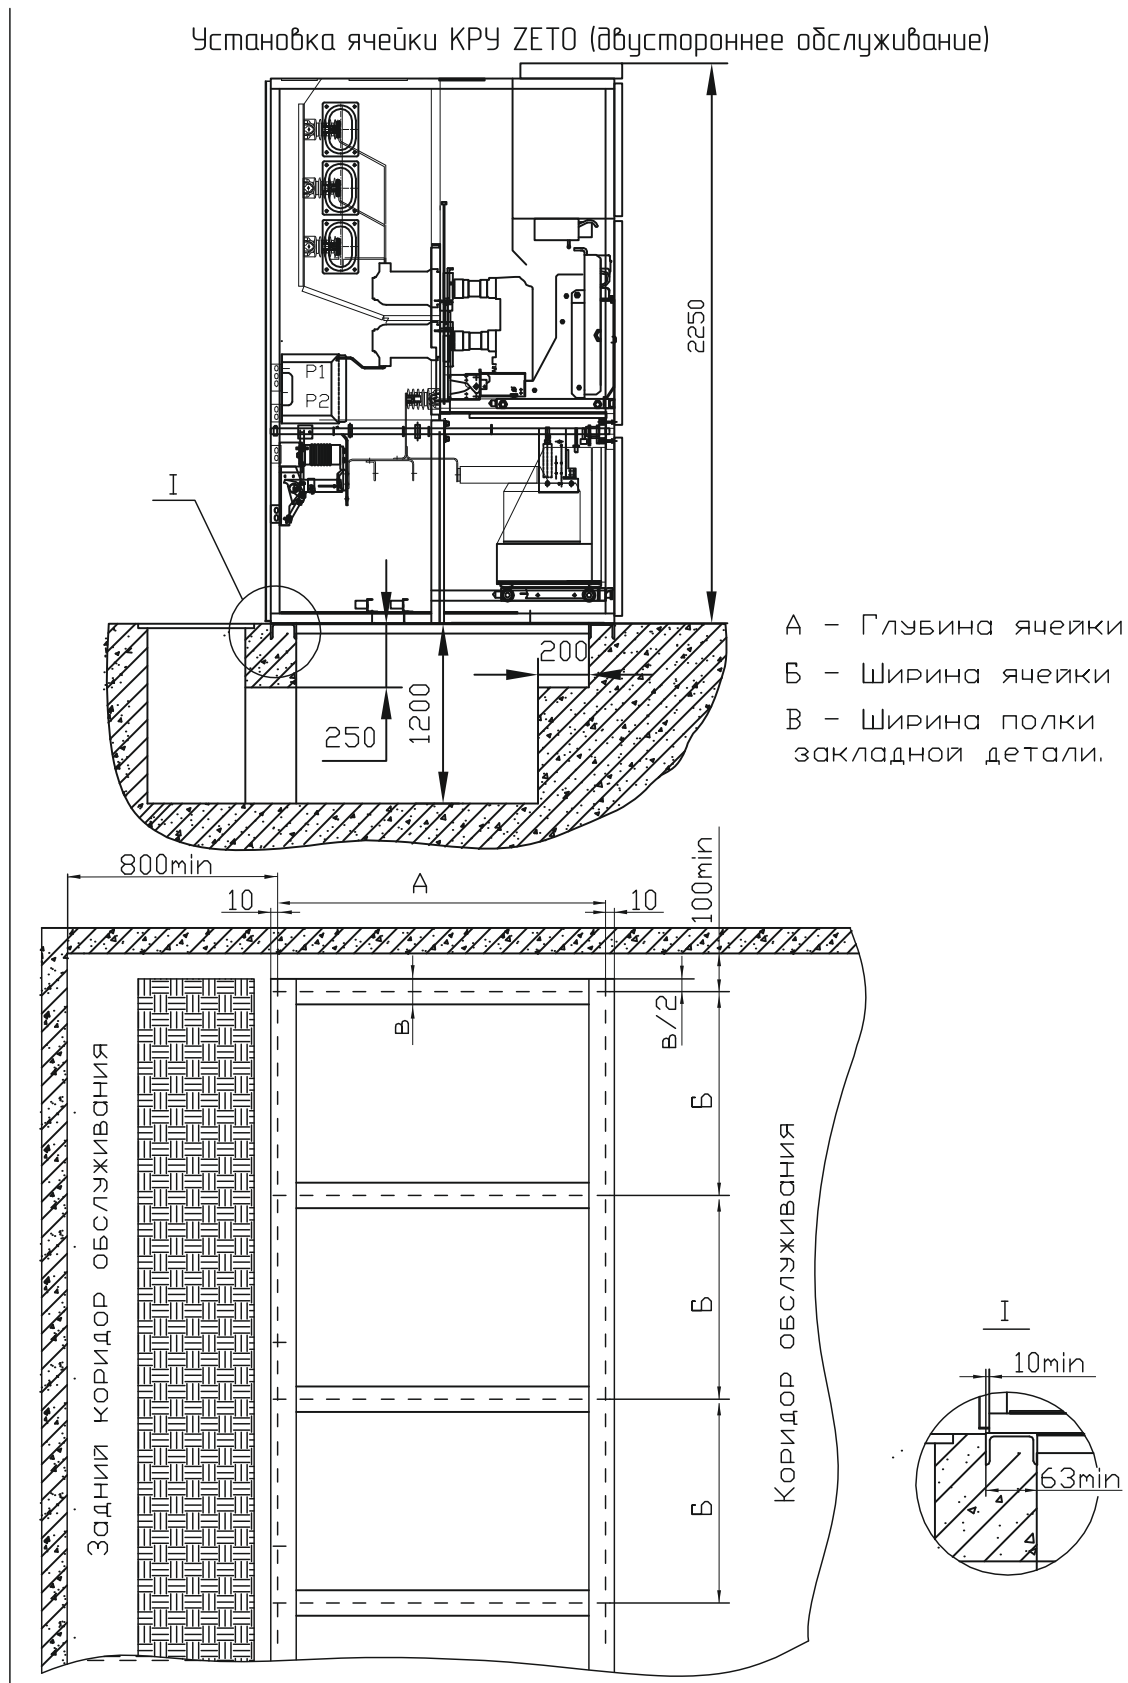 Установка ячейки КРУ ZETO (двустороннее обслуживание)
2250
P1
P2
I
200
250
1200
А - Глубина ячейки
Б - Ширина ячейки
В - Ширина полки
закладной детали.
800min
А
10
10
100min
в
в/2
Б
Б
Б
Задний коридор обслуживания
Коридор обслуживания
I
10min
63min